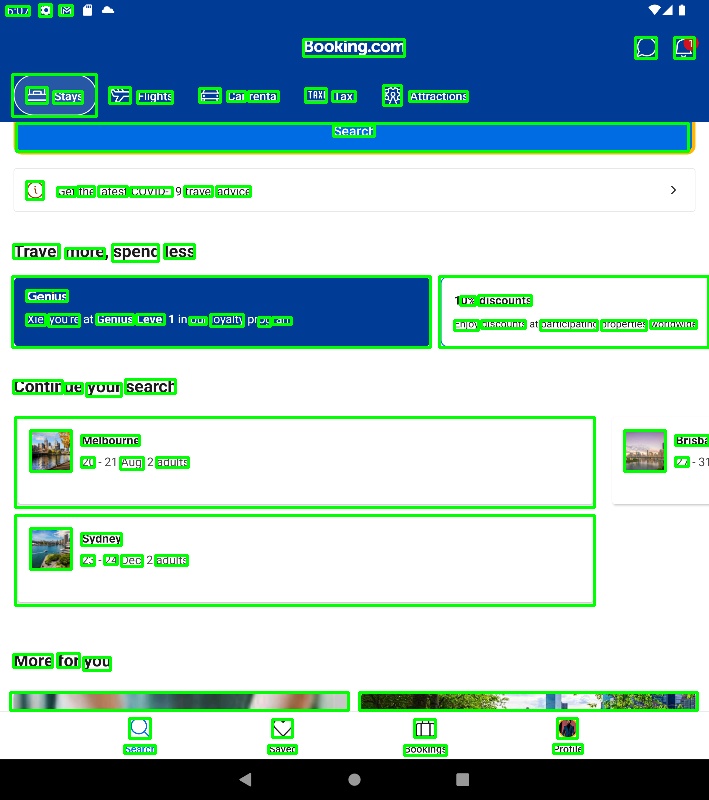 Booking.com
Stays
Flights
Car rental
Taxi
Attractions
Search
Get the latest COVID-19 travel advice
Travel more, spend less
Genius
Xie, you're at Genius Level 1 in our loyalty program
10% discounts
Enjoy discounts at participating properties worldwide
Continue your search
Melbourne
20 - 21 Aug, 2 adults
Brisba
27 - 31
Sydney
23 - 24 Dec, 2 adults
More for you
Search
Saved
Bookings
Profile